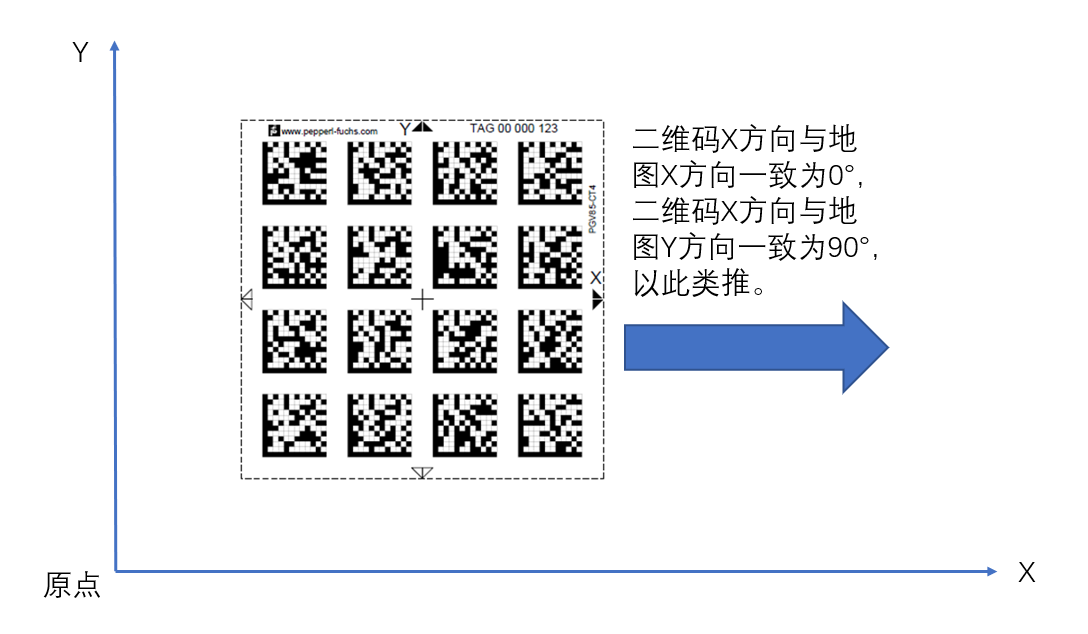 Y
www.pepperl-fuchs.com
Y
TAG 00 000 123
PGV85-CT4
X
二维码X方向与地
图X方向一致为0°,
二维码X方向与地
图Y方向一致为90°,
以此类推。
原点
X